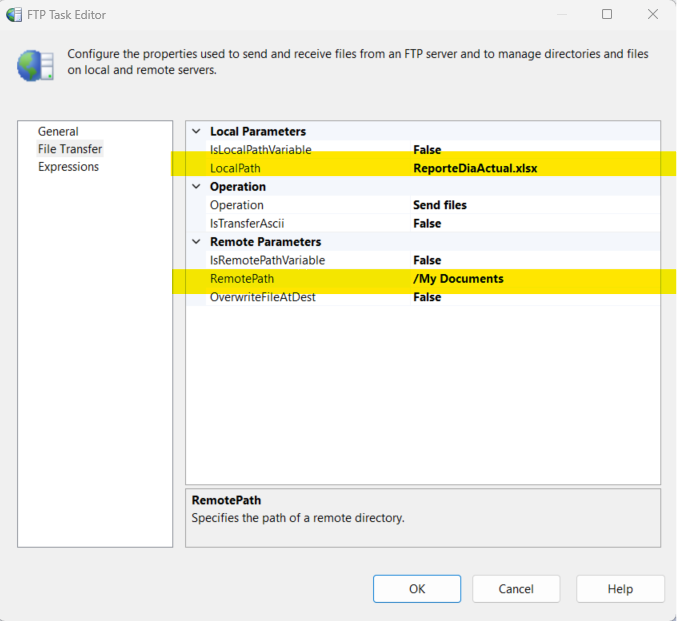 FTP Task Editor
Configure the properties used to send and receive files from an FTP server and to manage directories and files
on local and remote servers.
General
File Transfer
Expressions
Local Parameters
IsLocalPathVariable False
LocalPath ReporteDiaActual.xlsx
Operation
Operation Send files
IsTransferAscii False
Remote Parameters
IsRemotePathVariable False
RemotePath /My Documents
OverwriteFileAtDest False
RemotePath
Specifies the path of a remote directory.
OK Cancel Help